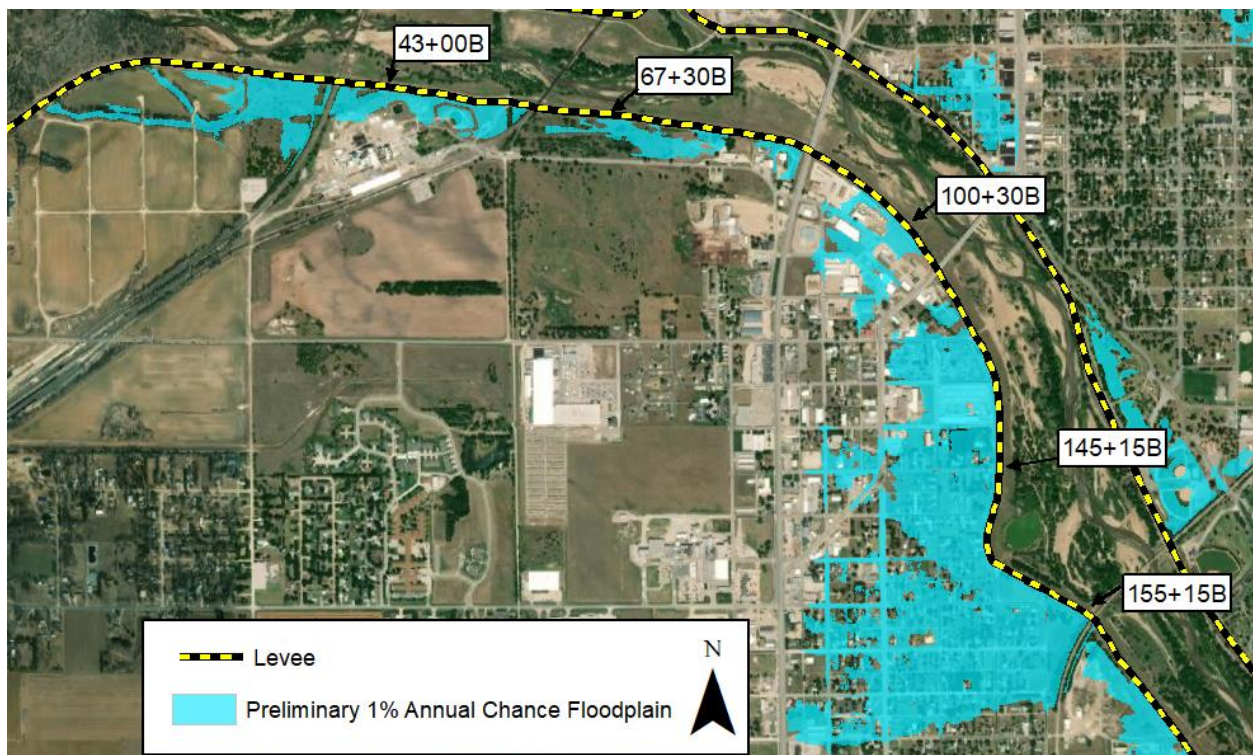 43+00B
67+30B
100+30B
145+15B
155+15B
N
Levee
Preliminary 1% Annual Chance Floodplain